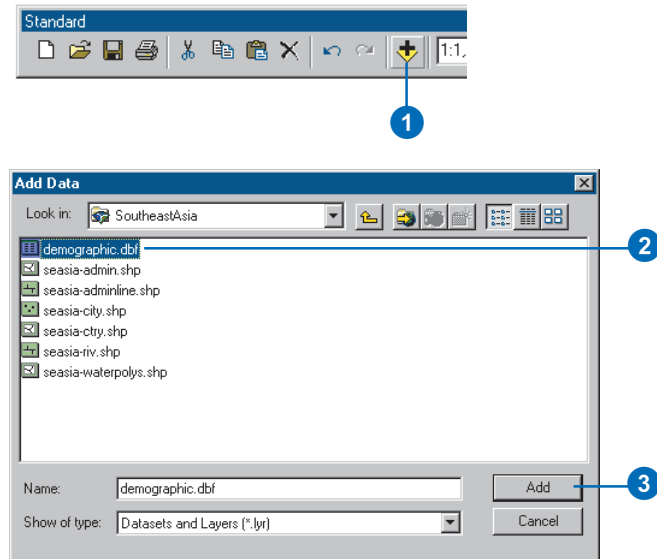 Standard
1:1,
1
Add Data
Look in: SoutheastAsia
demographic.dbf
2
seasia-admin.shp
seasia-adminline.shp
seasia-city.shp
seasia-ctry.shp
seasia-riv.shp
seasia-waterpolys.shp
Name: demographic.dbf Add
3
Show of type: Datasets and Layers (*.lyr) Cancel